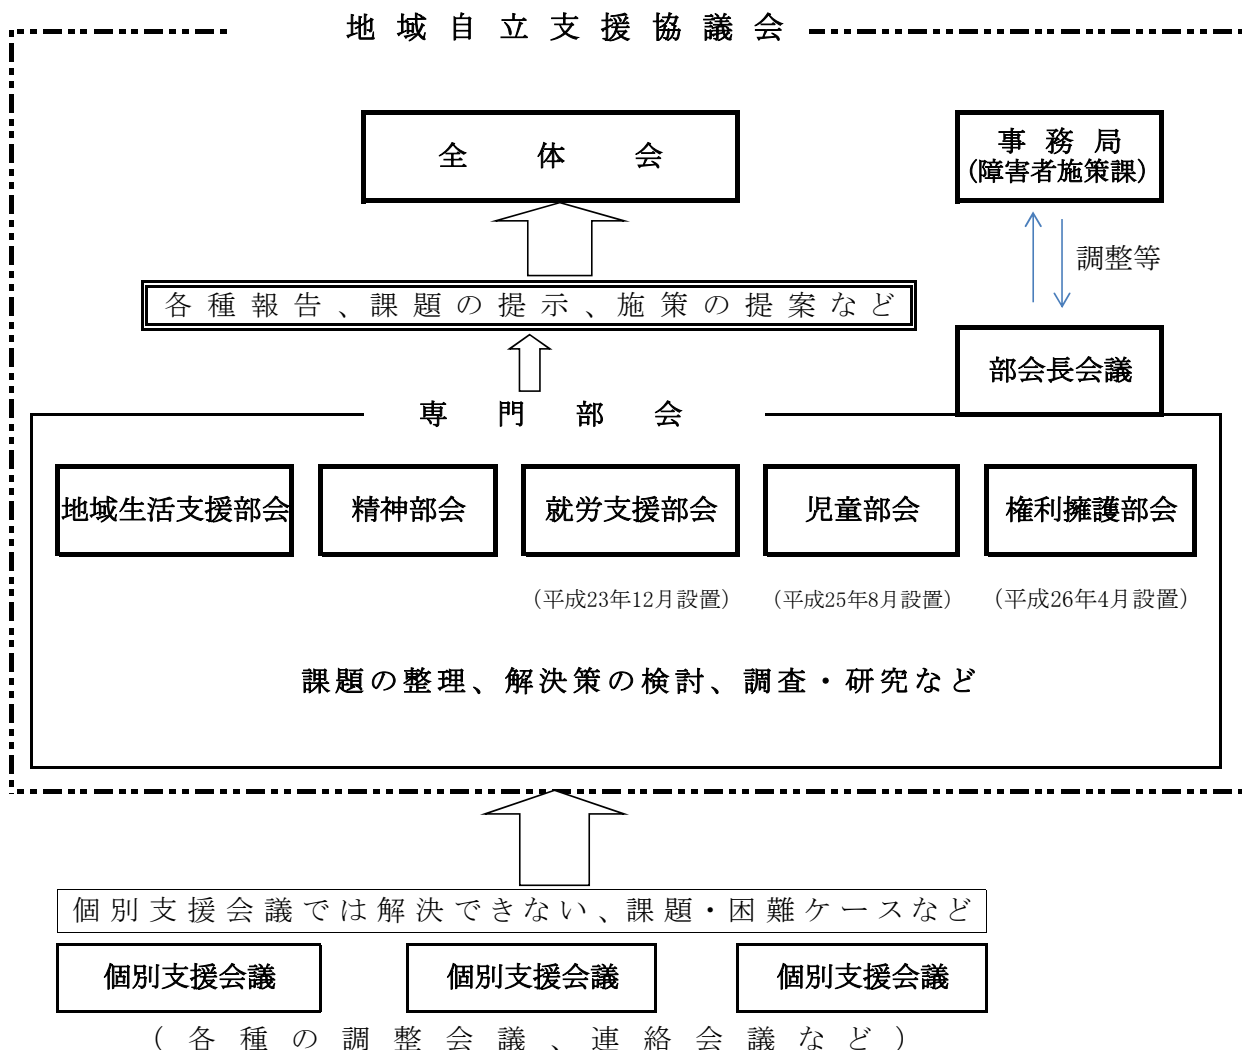 地域自立支援協議会
全体会
事務局
(障害者施策課)
調整等
各種報告、課題の提示、施策の提案など
部会長会議
専門部会
地域生活支援部会
精神部会
就労支援部会
児童部会
権利擁護部会
(平成23年12月設置)
(平成25年8月設置)
(平成26年4月設置)
課題の整理、解決策の検討、調査・研究など
個別支援会議では解決できない、課題・困難ケースなど
個別支援会議
個別支援会議
個別支援会議
(各種の調整会議、連絡会議など)